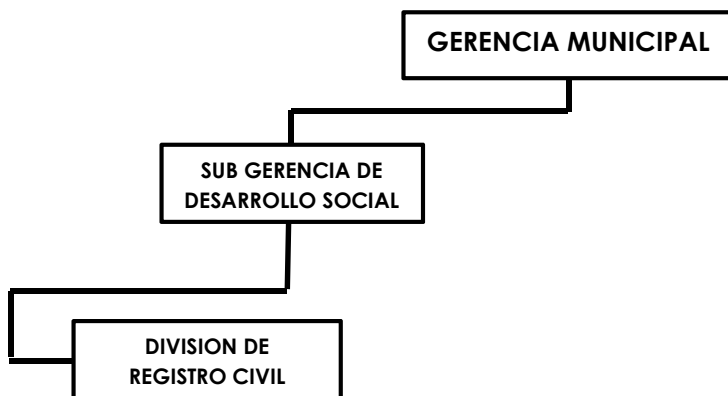 GERENCIA MUNICIPAL
SUB GERENCIA DE
DESARROLLO SOCIAL
DIVISION DE
REGISTRO CIVIL